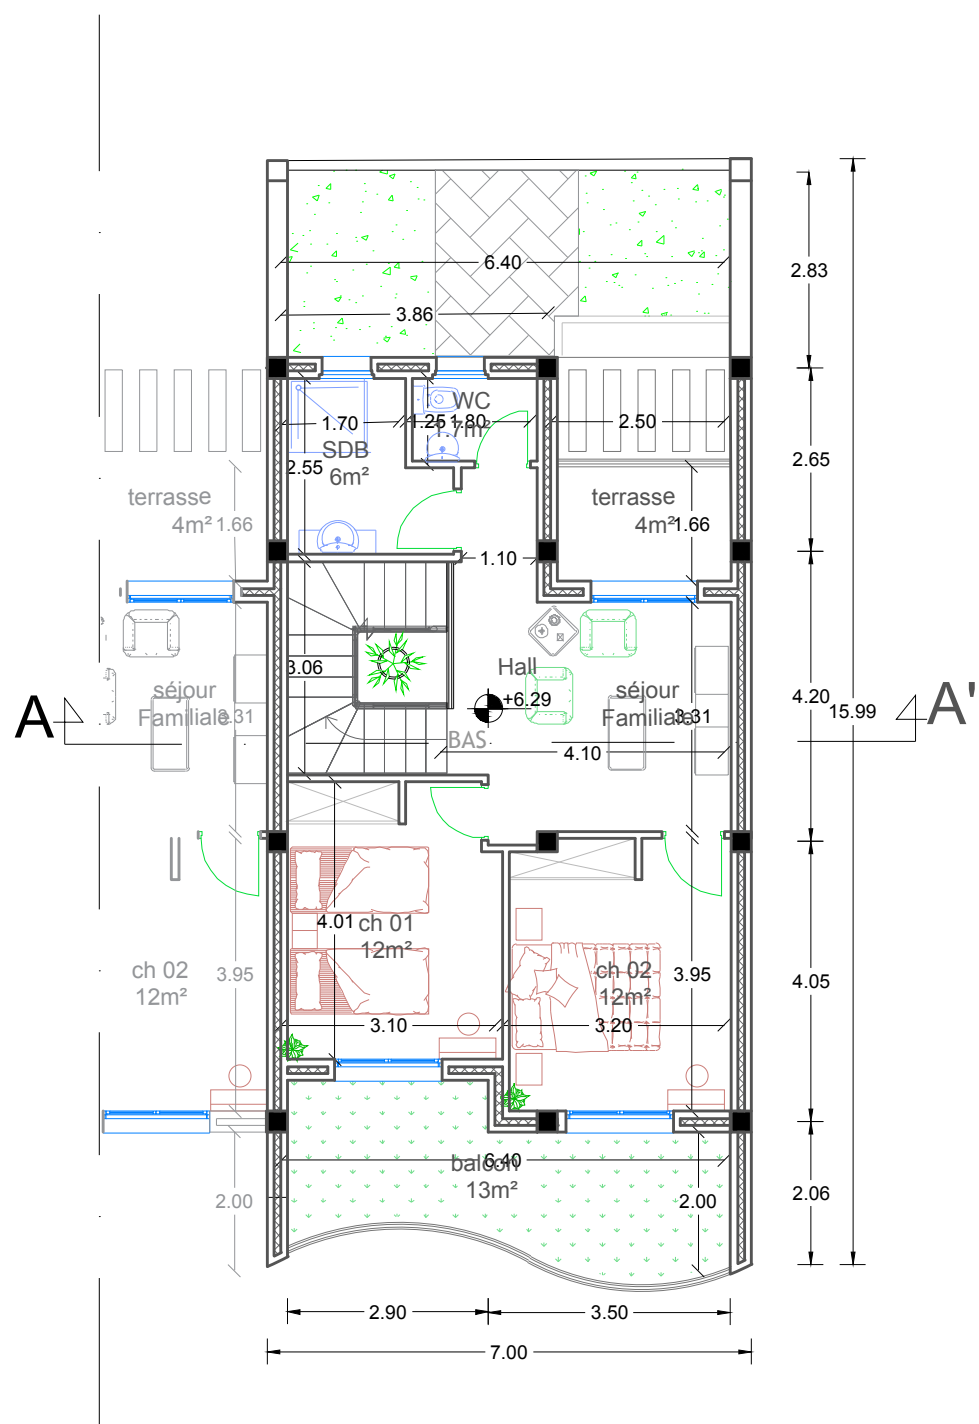 6.40
2.83
3.86
WC
1.70
1.25
1.80
1.7m²
2.50
SDB
6m²
2.55
2.65
terrasse
4m²
1.66
terrasse
4m²
1.66
1.10
3.06
Hall
+6.29
séjour
Familiale
3.31
séjour
Familiale
3.31
4.20
15.99
A
A'
BAS
4.10
4.01
ch 01
12m²
ch 02
12m²
3.95
ch 02
12m²
3.95
4.05
3.10
3.20
balcon
6.40
13m²
2.00
2.00
2.06
2.90
3.50
7.00